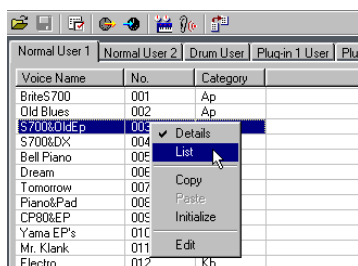 Normal User 1 Normal User 2 Drum User Plug-in 1 User Plu
Voice Name No. Category
BriteS700 001 Ap
Old Blues 002 Ap
S700&OldEp 003
S700&DX 004
Bell Piano 005
Dream 006
Tomorrow 007
Piano&Pad 008
CP80&EP 009
Yama EP's 010
Mr. Klank 011
Electro 012 Kb
Details
List
Copy
Paste
Initialize
Edit